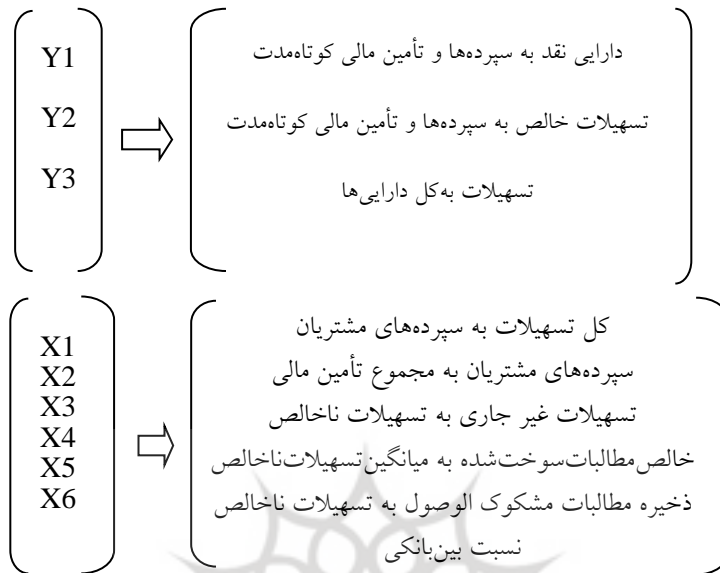 Y1
Y2
Y3
دارایی نقد به سپرده‌ها و تأمین مالی کوتاه‌مدت
تسهیلات خالص به سپرده‌ها و تأمین مالی کوتاه‌مدت
تسهیلات به‌کل دارایی‌ها
X1
X2
X3
X4
X5
X6
کل تسهیلات به سپرده‌های مشتریان
سپرده‌های مشتریان به مجموع تأمین مالی
تسهیلات غیر جاری به تسهیلات ناخالص
خالص‌مطالبات‌سوخت‌شده به میانگین‌تسهیلات‌ناخالص
ذخیره مطالبات مشکوک الوصول به تسهیلات ناخالص
نسبت بین‌بانکی